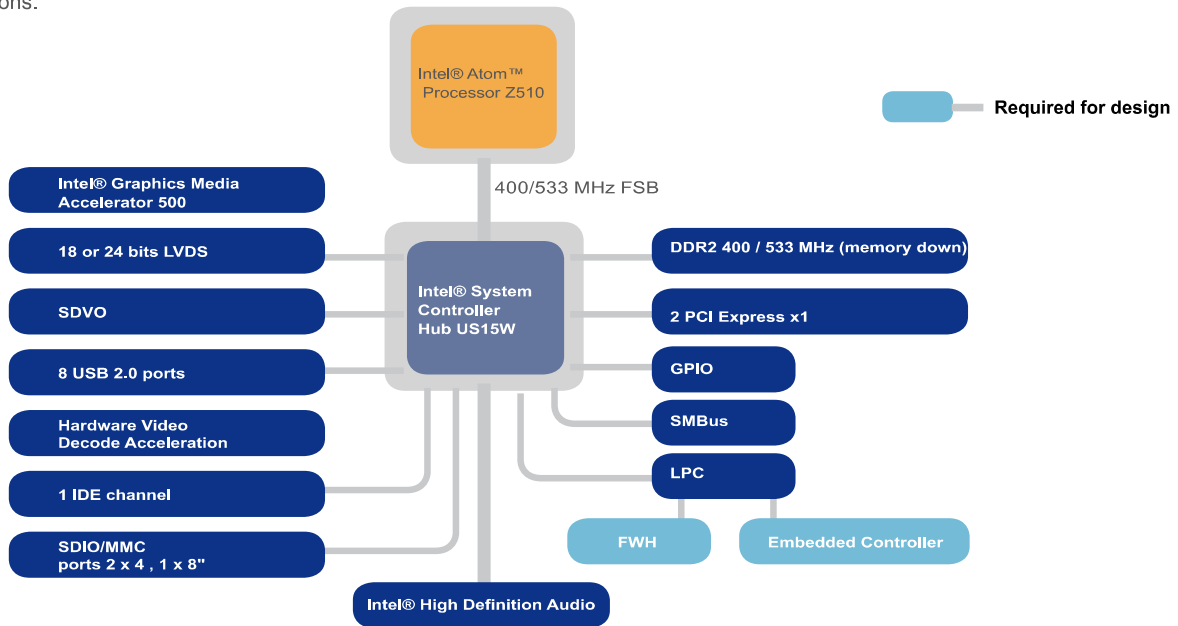 ons.
Intel® Atom™
Processor Z510
Required for design
400/533 MHz FSB
Intel® Graphics Media
Accelerator 500
18 or 24 bits LVDS
SDVO
8 USB 2.0 ports
Hardware Video
Decode Acceleration
1 IDE channel
SDIO/MMC
ports 2 x 4 , 1 x 8"
Intel® System
Controller
Hub US15W
DDR2 400 / 533 MHz (memory down)
2 PCI Express x1
GPIO
SMBus
LPC
FWH
Embedded Controller
Intel® High Definition Audio